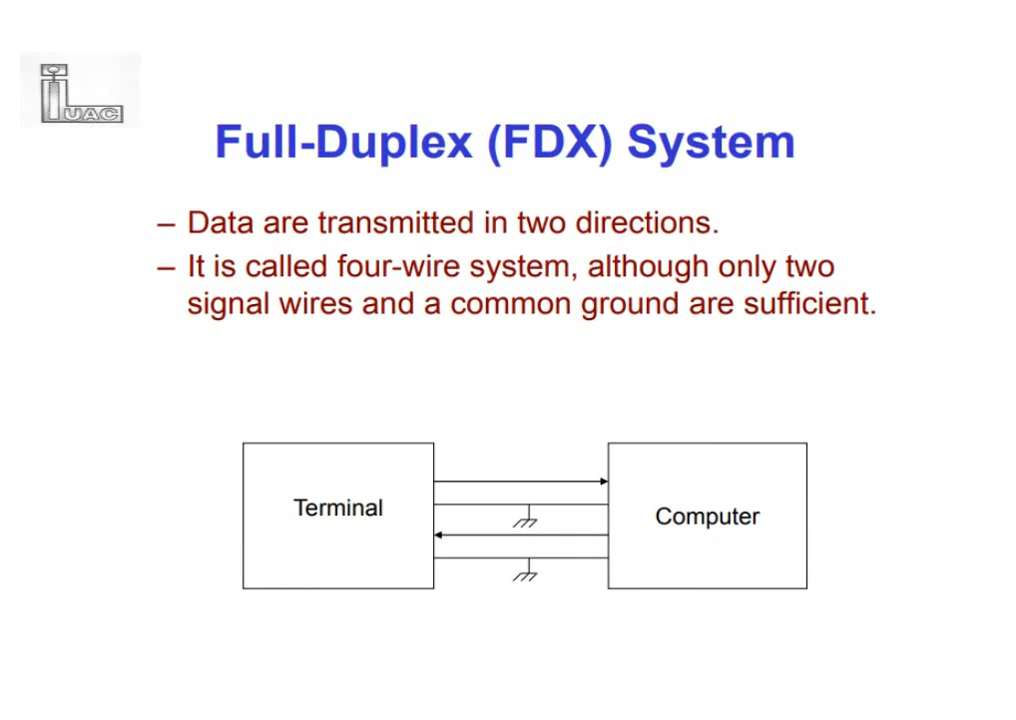 IUAC
Full-Duplex (FDX) System
– Data are transmitted in two directions.
– It is called four-wire system, although only two
signal wires and a common ground are sufficient.
Terminal
Computer